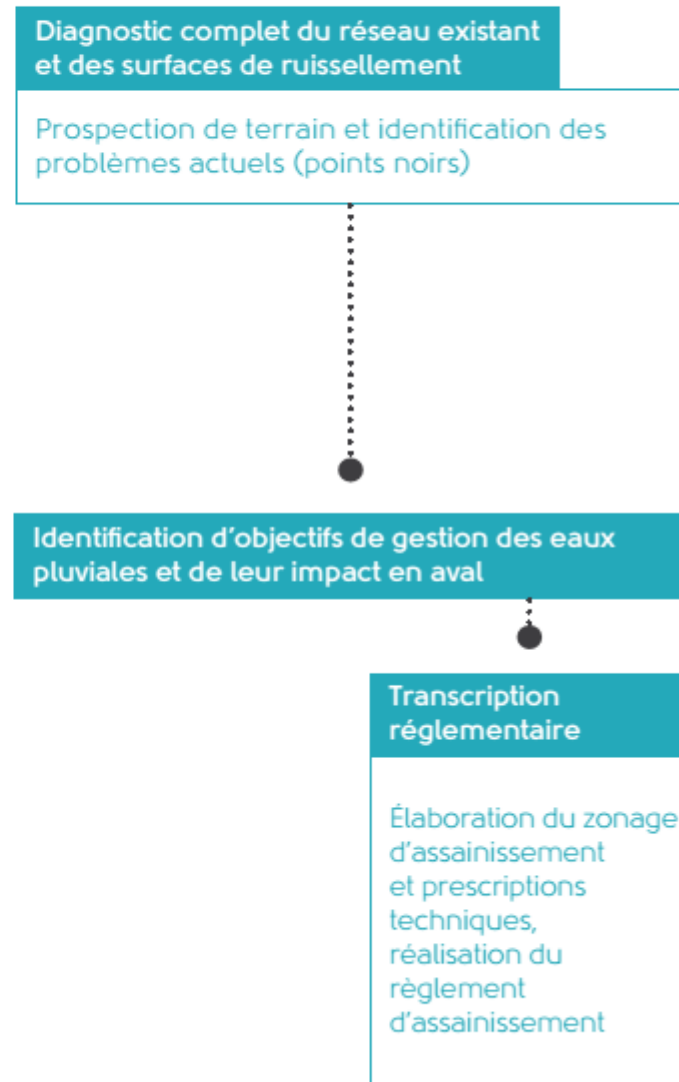 Diagnostic complet du réseau existant
et des surfaces de ruissellement
Prospection de terrain et identification des
problèmes actuels (points noirs)
Identification d'objectifs de gestion des eaux
pluviales et de leur impact en aval
Transcription
réglementaire
Élaboration du zonage
d'assainissement
et prescriptions
techniques,
réalisation du
règlement
d'assainissement